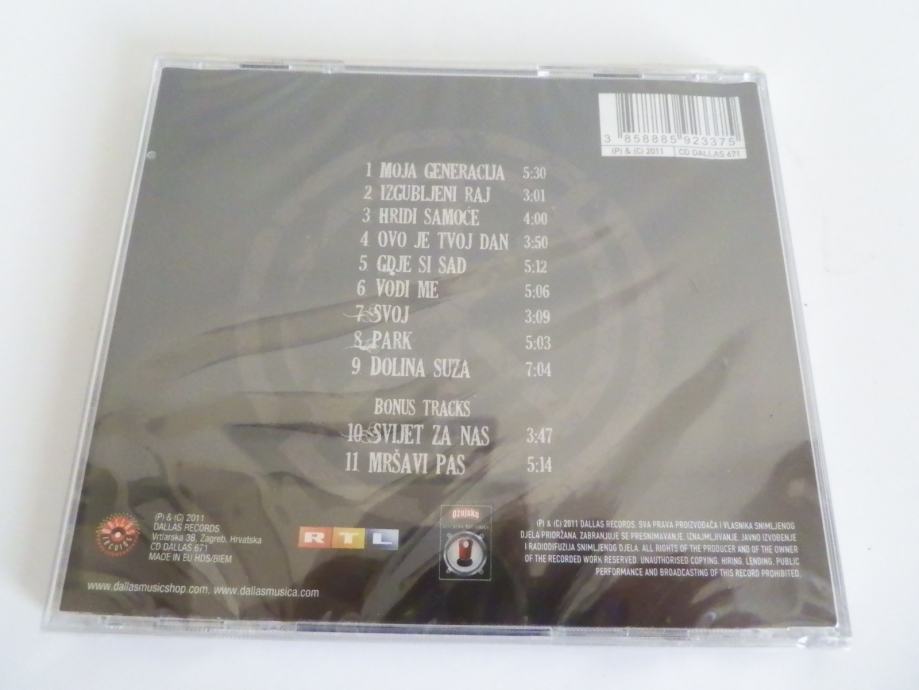 3 858885 923375
(P) & (C) 2011 CD DALLAS 671
1 MOJA GENERACIJA 5:30
2 IZGUBLJENI RAJ 3:01
3 HRIDI SAMOĆE 4:00
4 OVO JE TVOJ DAN 3:50
5 GDJE SI SAD 5:12
6 VODI ME 5:06
7 SVOJ 3:09
8 PARK 5:03
9 DOLINA SUZA 7:04
BONUS TRACKS
10 SVIJET ZA NAS 3:47
11 MRŠAVI PAS 5:14
(P) & (C) 2011
DALLAS RECORDS
Vrtlarska 38, Zagreb, Hrvatska
CD DALLAS 671
MADE IN EU HDS/BIEM
www.dallasmusicshop.com, www.dallasmusica.com
RTL
Ožujsko
(P) & (C) 2011 DALLAS RECORDS. SVA PRAVA PROIZVOĐAČA I VLASNIKA SNIMLJENOG
DJELA PRIDRŽANA. ZABRANJUJE SE PRESNIMAVANJE, IZNAJMLJIVANJE, JAVNO IZVOĐENJE
I RADIODIFUZIJA SNIMLJENOG DJELA. ALL RIGHTS OF THE PRODUCER AND OF THE OWNER
OF THE RECORDED WORK RESERVED. UNAUTHORISED COPYING, HIRING, LENDING, PUBLIC
PERFORMANCE AND BROADCASTING OF THIS RECORD PROHIBITED.